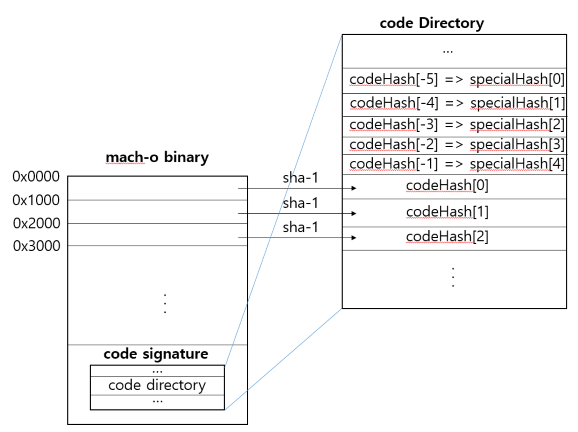 code Directory
...
codeHash[-5] => specialHash[0]
codeHash[-4] => specialHash[1]
codeHash[-3] => specialHash[2]
codeHash[-2] => specialHash[3]
codeHash[-1] => specialHash[4]
codeHash[0]
codeHash[1]
codeHash[2]
.
.
.
mach-o binary
0x0000
0x1000
0x2000
0x3000
sha-1
sha-1
sha-1
.
.
.
code signature
...
code directory
...